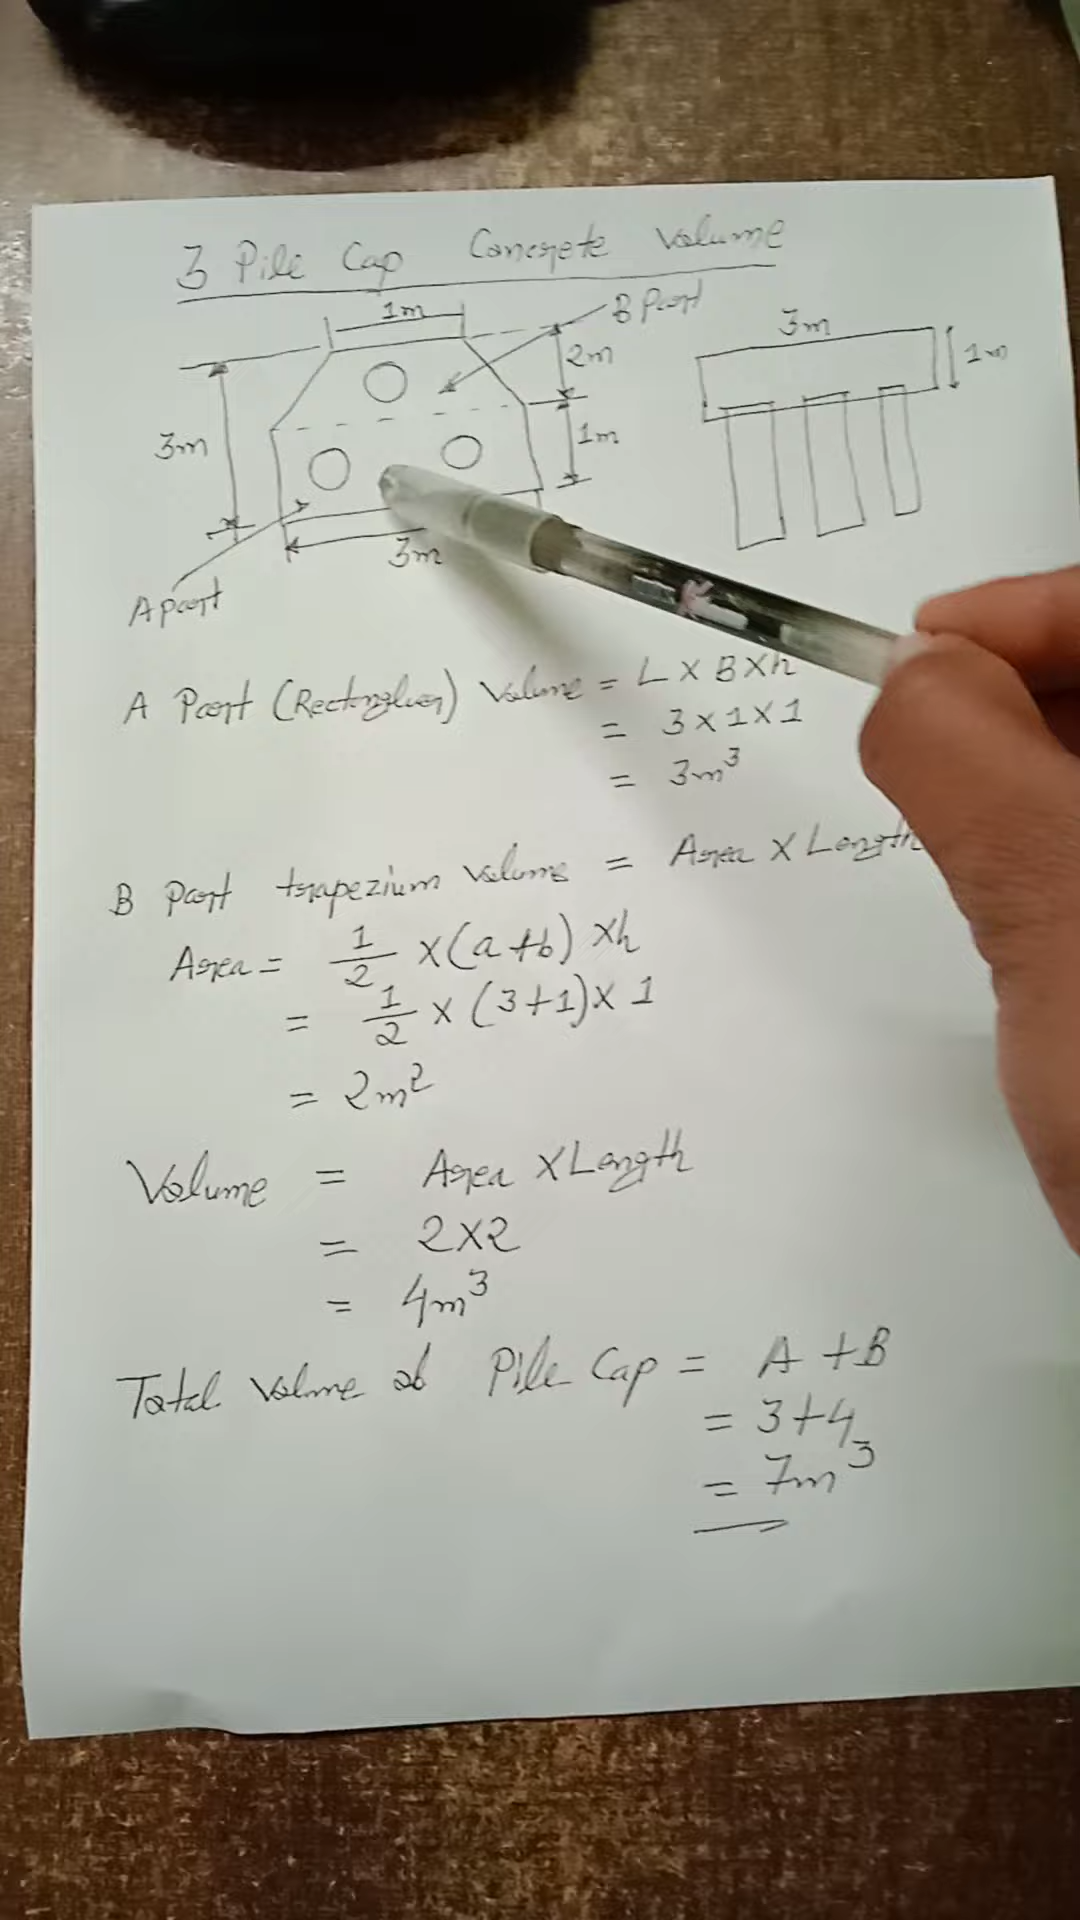 3 Pile Cap Concrete Volume
1m
B Part
2m
3m
1m
3m
1m
3m
A part
A Part (Rectangluer) Volume = L X B X h
= 3 X 1 X 1
= 3m³
B Part trapezium volume = Area X Length
Area = 1/2 X (a+b) X h
= 1/2 X (3+1) X 1
= 2m²
Volume = Area X Length
= 2X2
= 4m³
Total volume of Pile Cap = A + B
= 3+4
= 7m³